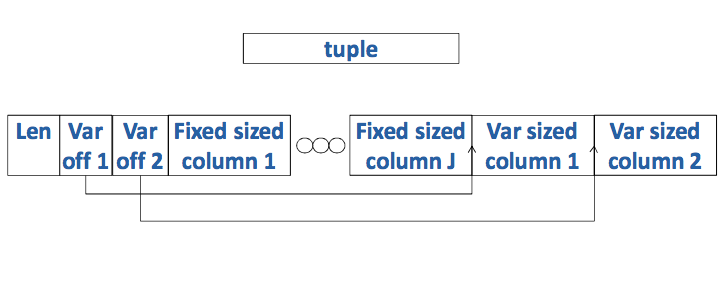 tuple
Len
Var
off 1
Var
off 2
Fixed sized
column 1
Fixed sized
column J
Var sized
column 1
Var sized
column 2